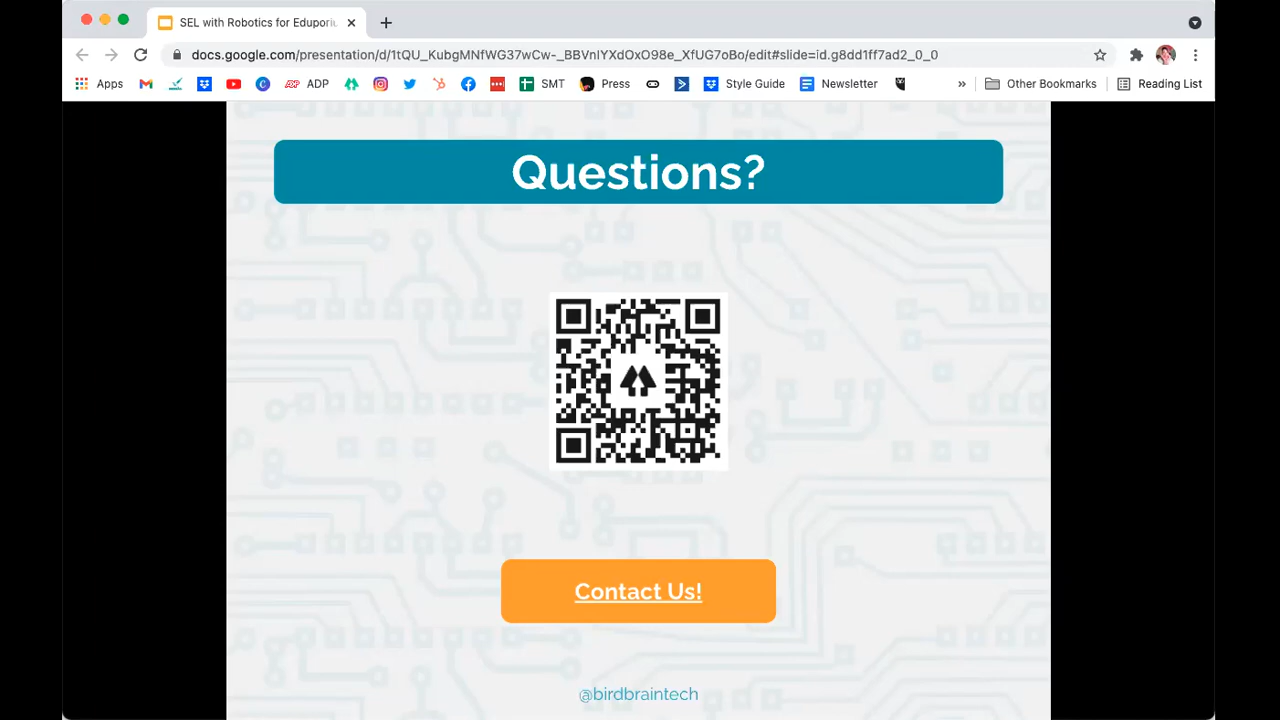 SEL with Robotics for Eduporiu
docs.google.com/presentation/d/1tQU_KubgMNfWG37wCw-_BBVnlYXdOxO98e_XfUG7oBo/edit#slide=id.g8dd1ff7ad2_0_0
Apps ADP SMT Press Style Guide Newsletter » Other Bookmarks Reading List
Questions?
Contact Us!
@birdbraintech